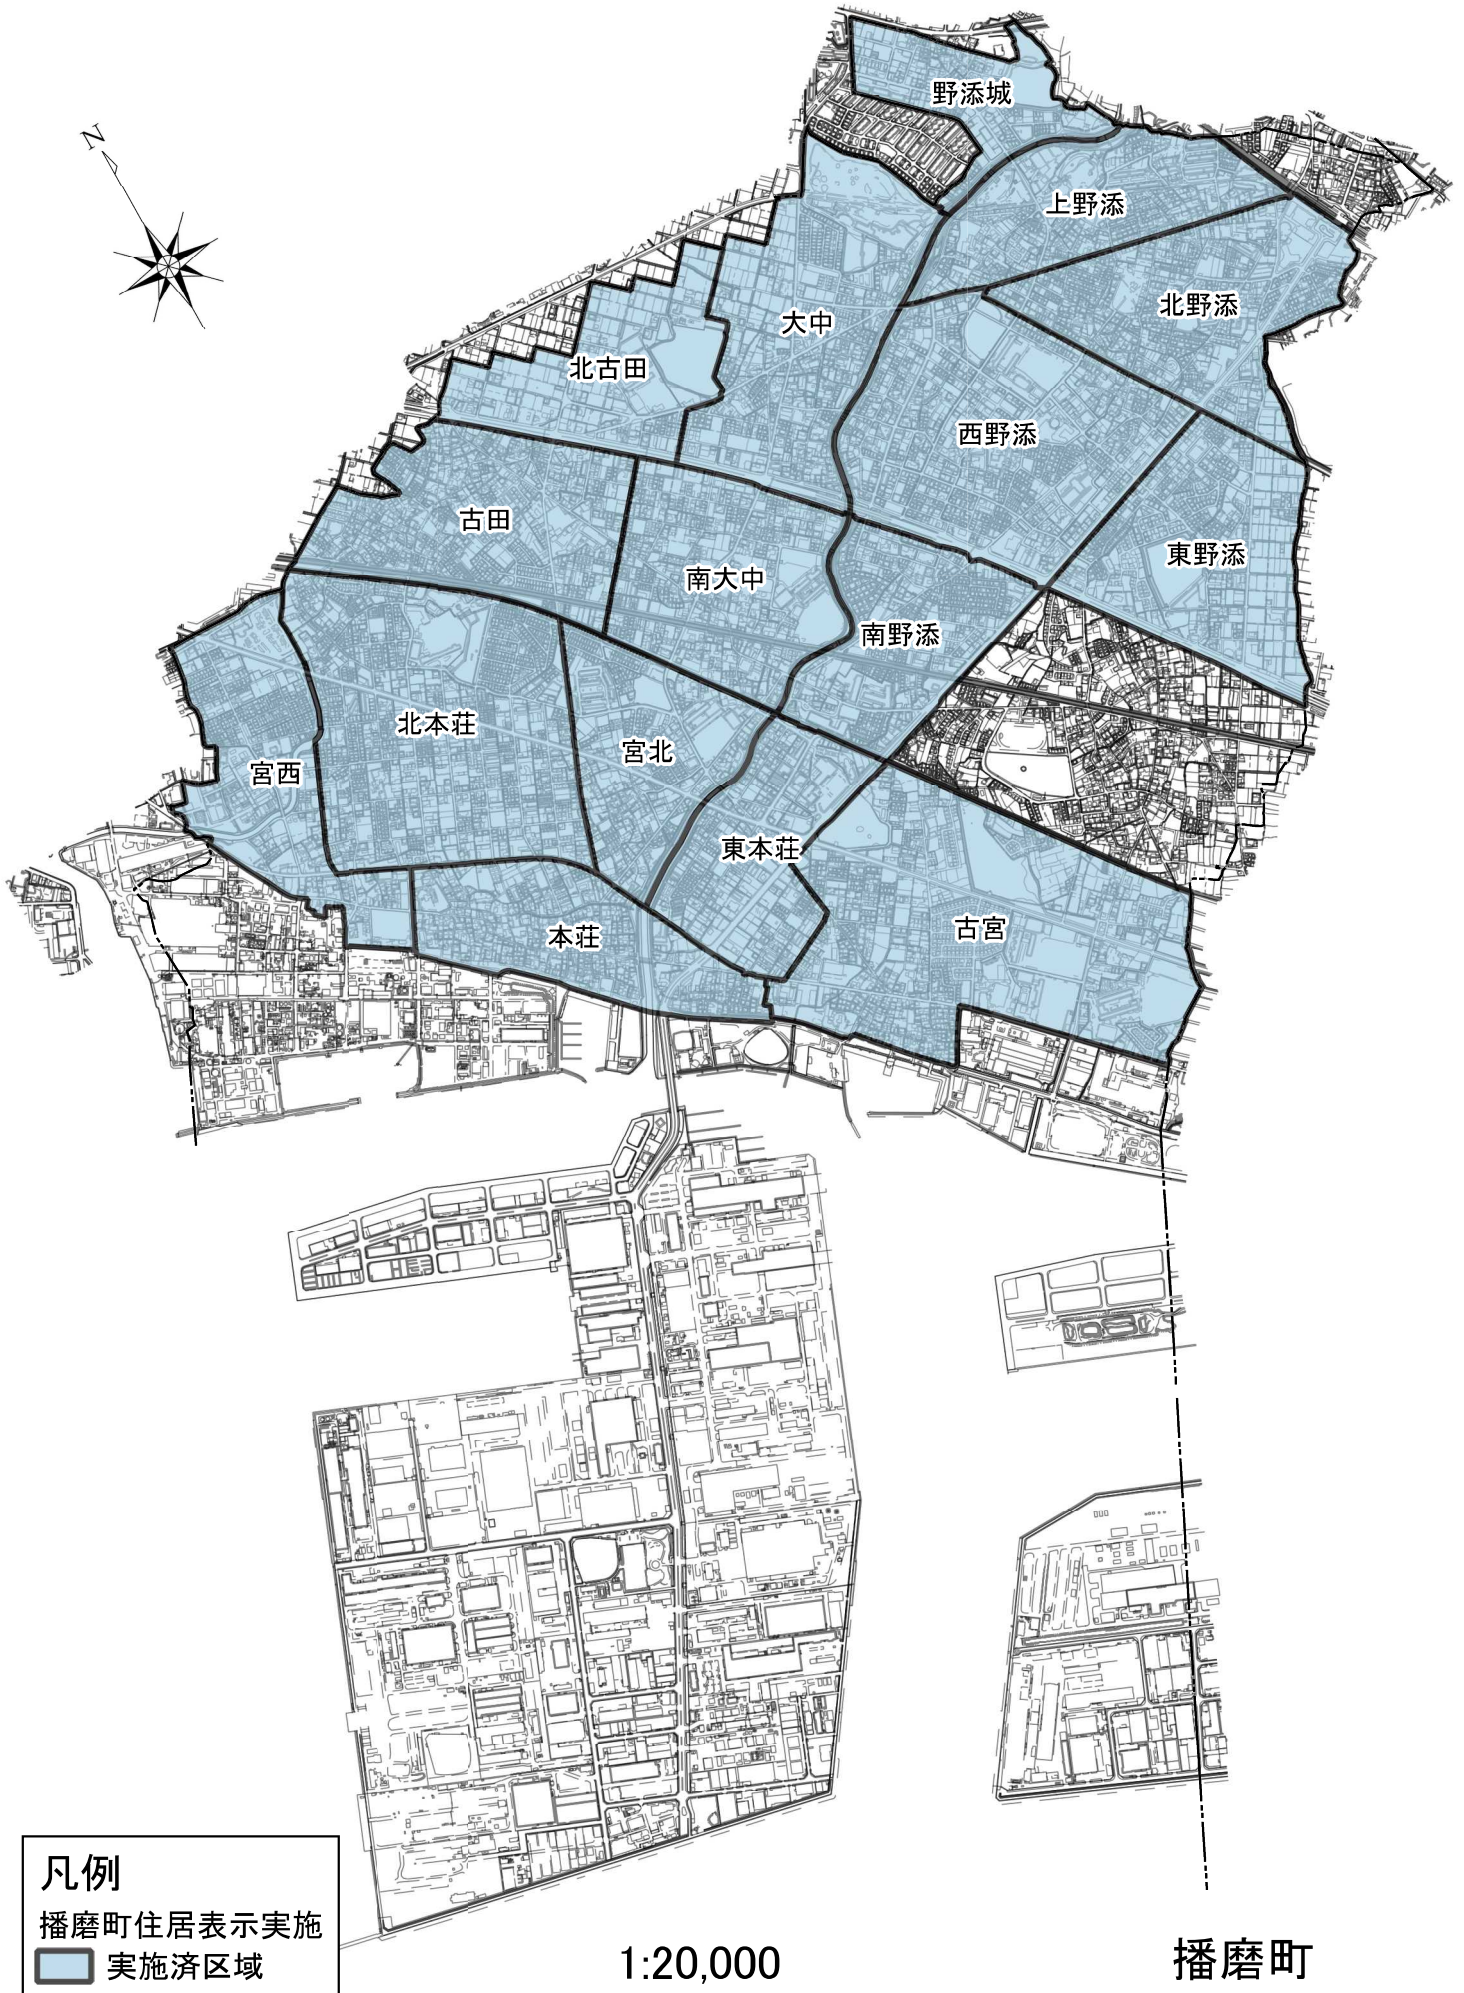 野添城
N
上野添
北野添
大中
北古田
西野添
古田
東野添
南大中
南野添
北本荘
宮北
宮西
東本荘
古宮
本荘
凡例
播磨町住居表示実施
実施済区域
1:20,000
播磨町